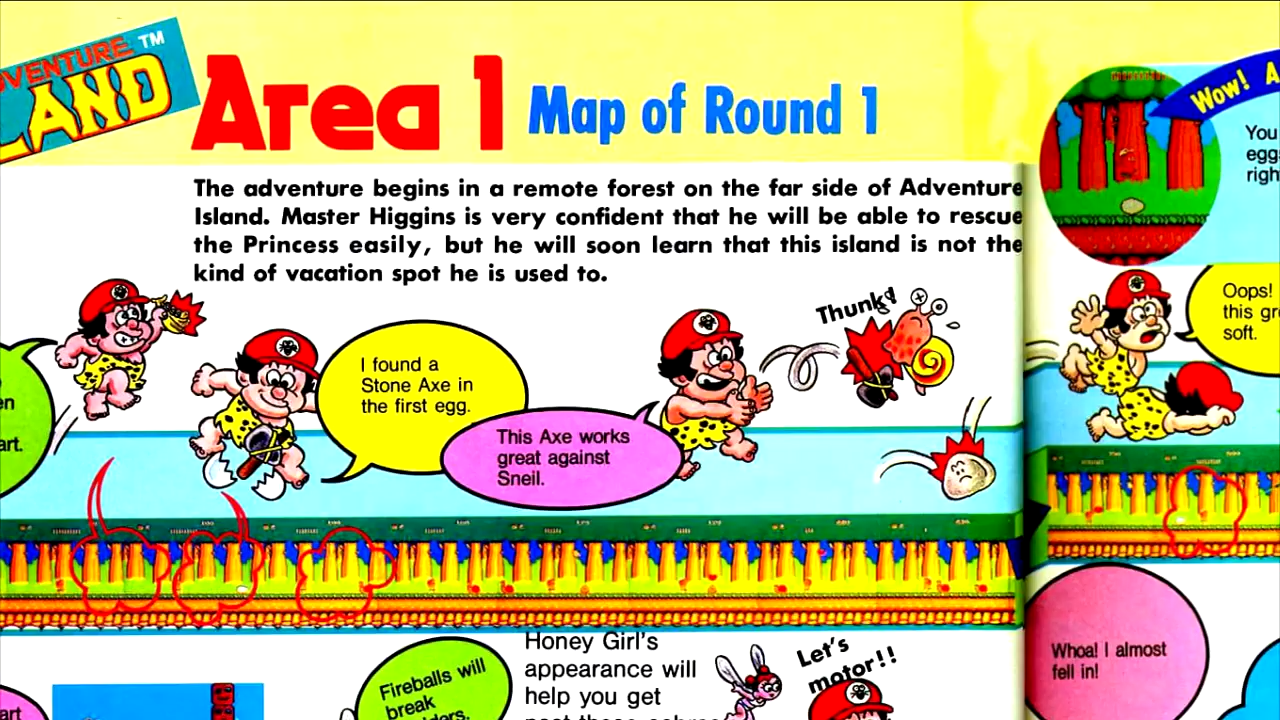 ADVENTURE TM
LAND
Area 1 Map of Round 1
The adventure begins in a remote forest on the far side of Adventure
Island. Master Higgins is very confident that he will be able to rescue
the Princess easily, but he will soon learn that this island is not the
kind of vacation spot he is used to.
Wow! A
You
egg
righ
Thunk!
Oops!
this gr
soft.
I found a
Stone Axe in
the first egg.
This Axe works
great against
Sneil.
en
art.
Whoa! I almost
fell in!
Fireballs will
break
Honey Girl's
appearance will
help you get
Let's
motor!!
art